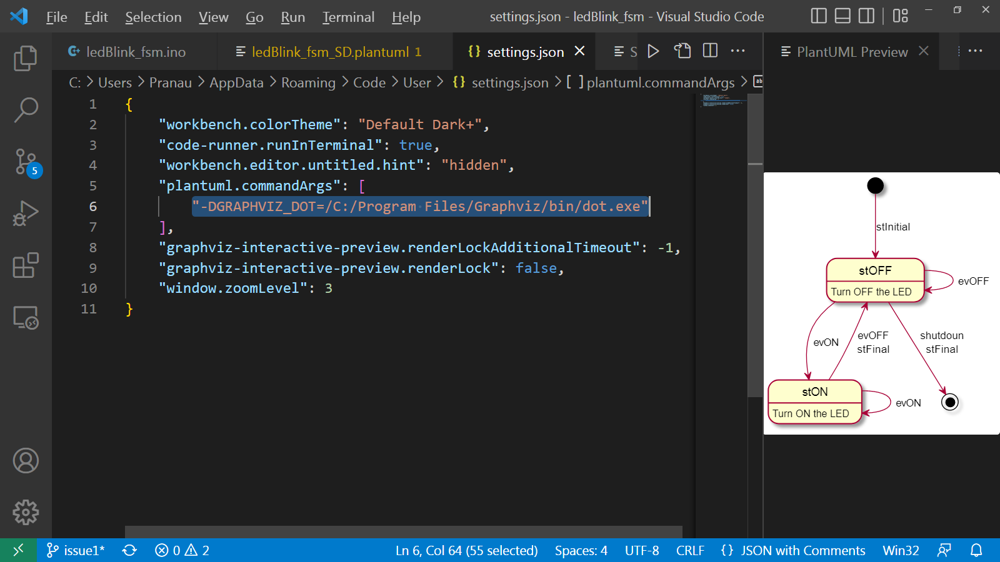 File Edit Selection View Go Run Terminal Help settings.json - ledBlink_fsm - Visual Studio Code
ledBlink_fsm.ino ledBlink_fsm_SD.plantuml 1 {} settings.json S PlantUML Preview
C: > Users > Pranau > AppData > Roaming > Code > User > {} settings.json > [ ] plantuml.commandArgs > ab
1 {
2 "workbench.colorTheme": "Default Dark+",
3 "code-runner.runInTerminal": true,
4 "workbench.editor.untitled.hint": "hidden",
5 "plantuml.commandArgs": [
6 "-DGRAPHVIZ_DOT=/C:/Program Files/Graphviz/bin/dot.exe"
7 ],
8 "graphviz-interactive-preview.renderLockAdditionalTimeout": -1,
9 "graphviz-interactive-preview.renderLock": false,
10 "window.zoomLevel": 3
11 }
5
stInitial
stOFF
Turn OFF the LED
evOFF
evON
evOFF
stFinal
shutdoun
stFinal
stON
Turn ON the LED
evON
issue1* 0 2 Ln 6, Col 64 (55 selected) Spaces: 4 UTF-8 CRLF {} JSON with Comments Win32